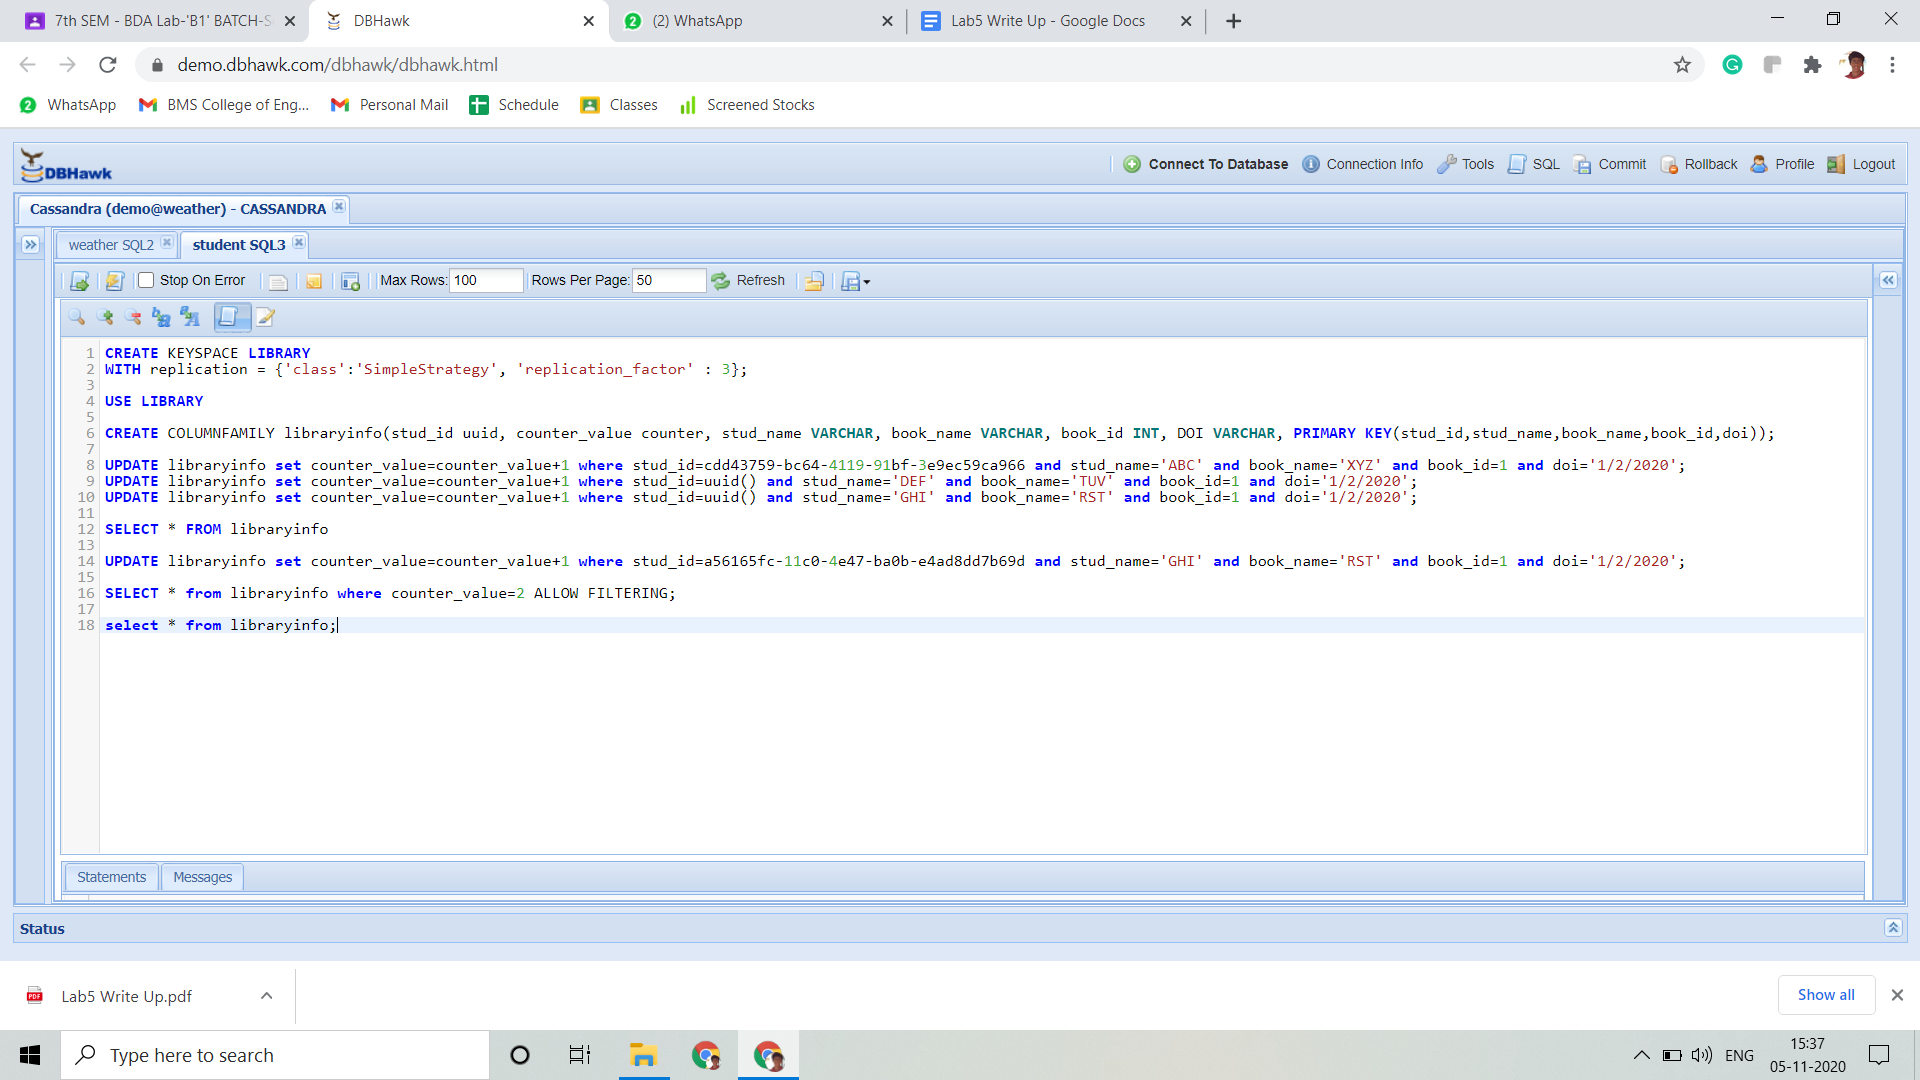 7th SEM - BDA Lab-'B1' BATCH-S
DBHawk
(2) WhatsApp
Lab5 Write Up - Google Docs
demo.dbhawk.com/dbhawk/dbhawk.html
2 WhatsApp
BMS College of Eng...
Personal Mail
Schedule
Classes
Screened Stocks
DBHawk
Connect To Database
Connection Info
Tools
SQL
Commit
Rollback
Profile
Logout
Cassandra (demo@weather) - CASSANDRA
weather SQL2
student SQL3
Stop On Error
Max Rows: 100
Rows Per Page: 50
Refresh
1 CREATE KEYSPACE LIBRARY
2 WITH replication = {'class':'SimpleStrategy', 'replication_factor' : 3};
3
4 USE LIBRARY
5
6 CREATE COLUMNFAMILY libraryinfo(stud_id uuid, counter_value counter, stud_name VARCHAR, book_name VARCHAR, book_id INT, DOI VARCHAR, PRIMARY KEY(stud_id,stud_name,book_name,book_id,doi));
7
8 UPDATE libraryinfo set counter_value=counter_value+1 where stud_id=cdd43759-bc64-4119-91bf-3e9ec59ca966 and stud_name='ABC' and book_name='XYZ' and book_id=1 and doi='1/2/2020';
9 UPDATE libraryinfo set counter_value=counter_value+1 where stud_id=uuid() and stud_name='DEF' and book_name='TUV' and book_id=1 and doi='1/2/2020';
10 UPDATE libraryinfo set counter_value=counter_value+1 where stud_id=uuid() and stud_name='GHI' and book_name='RST' and book_id=1 and doi='1/2/2020';
11
12 SELECT * FROM libraryinfo
13
14 UPDATE libraryinfo set counter_value=counter_value+1 where stud_id=a56165fc-11c0-4e47-ba0b-e4ad8dd7b69d and stud_name='GHI' and book_name='RST' and book_id=1 and doi='1/2/2020';
15
16 SELECT * from libraryinfo where counter_value=2 ALLOW FILTERING;
17
18 select * from libraryinfo;
Statements
Messages
Status
Lab5 Write Up.pdf
Show all
Type here to search
ENG
15:37
05-11-2020